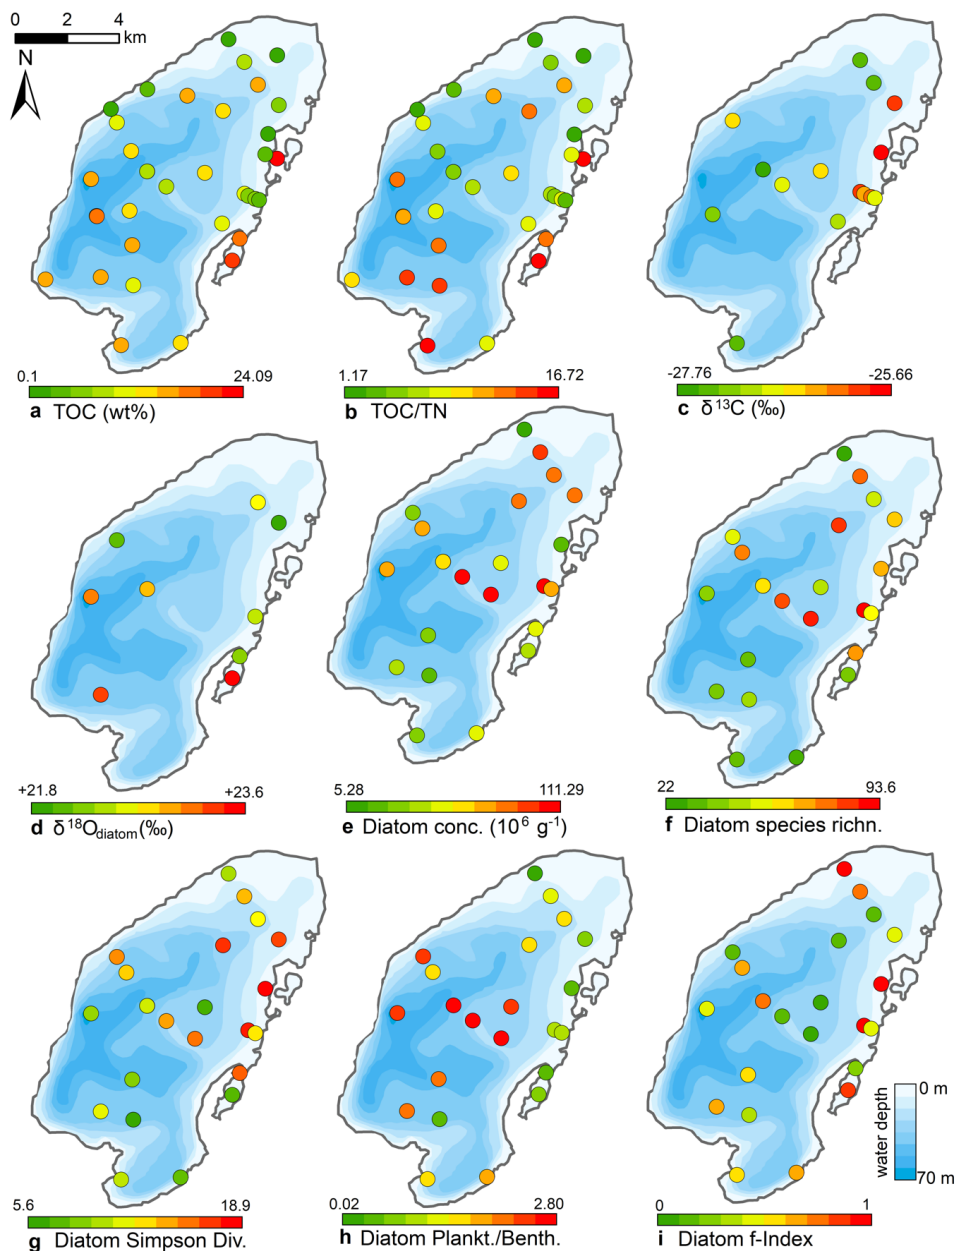 0 2 4
km
N
0.1 24.09
a TOC (wt%)
1.17 16.72
b TOC/TN
-27.76 -25.66
c δ¹³C (‰)
+21.8 +23.6
d δ¹⁸Odiatom(‰)
5.28 111.29
e Diatom conc. (10⁶ g⁻¹)
22 93.6
f Diatom species richn.
5.6 18.9
g Diatom Simpson Div.
0.02 2.80
h Diatom Plankt./Benth.
0 1
i Diatom f-Index
water depth
0 m
70 m